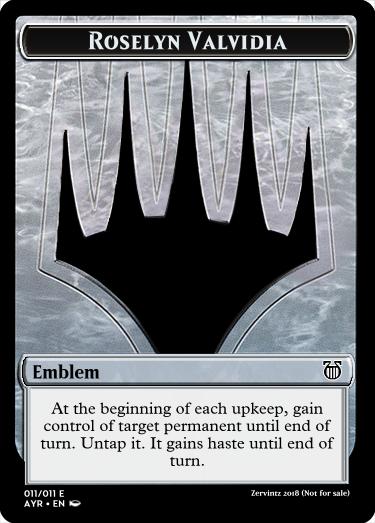 Roselyn Valvidia
Emblem
At the beginning of each upkeep, gain
control of target permanent until end of
turn. Untap it. It gains haste until end of
turn.
011/011 E
AYR • EN
Zervintz 2018 (Not for sale)